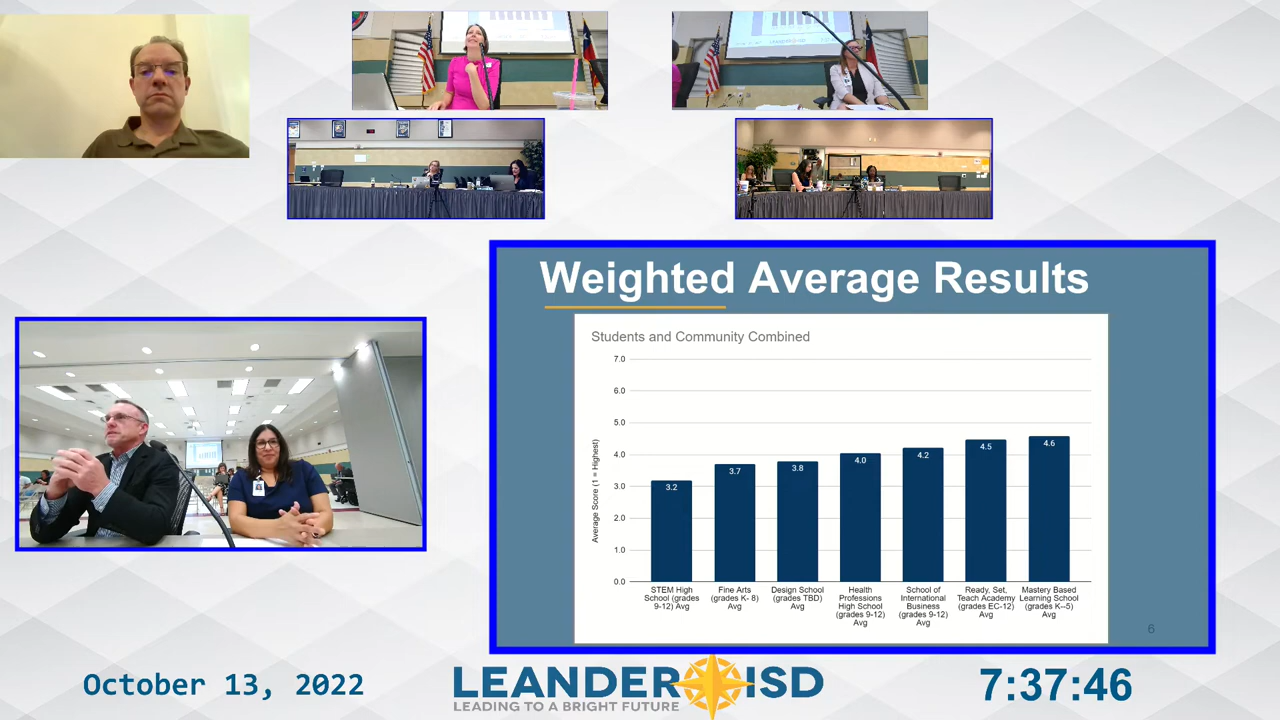 Weighted Average Results
Students and Community Combined
7.0
6.0
5.0
4.0
3.0
2.0
1.0
0.0
Average Score (1 = Highest)
3.2
3.7
3.8
4.0
4.2
4.5
4.6
STEM High
School (grades
9-12) Avg
Fine Arts
(grades K- 8)
Avg
Design School
(grades TBD)
Avg
Health
Professions
High School
(grades 9-12)
Avg
School of
International
Business
(grades 9-12)
Avg
Ready, Set,
Teach Academy
(grades EC-12)
Avg
Mastery Based
Learning School
(grades K--5)
Avg
6
October 13, 2022
LEANDER ISD
LEADING TO A BRIGHT FUTURE
7:37:46